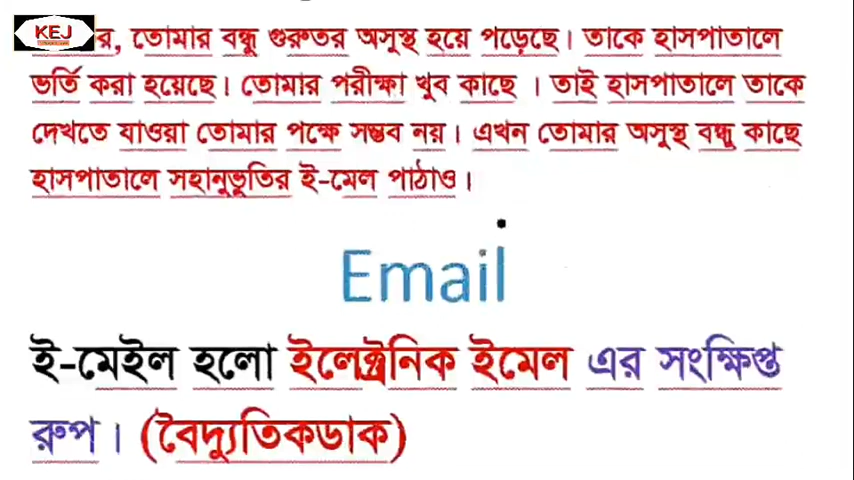 KEJ
তোমার বন্ধু গুরুতর অসুস্থ হয়ে পড়েছে। তাকে হাসপাতালে
ভর্তি করা হয়েছে। তোমার পরীক্ষা খুব কাছে । তাই হাসপাতালে তাকে
দেখতে যাওয়া তোমার পক্ষে সম্ভব নয়। এখন তোমার অসুস্থ বন্ধু কাছে
হাসপাতালে সহানুভুতির ই-মেল পাঠাও।
Email
ই-মেইল হলো ইলেক্ট্রনিক ইমেল এর সংক্ষিপ্ত
রুপ। (বৈদ্যুতিকডাক)